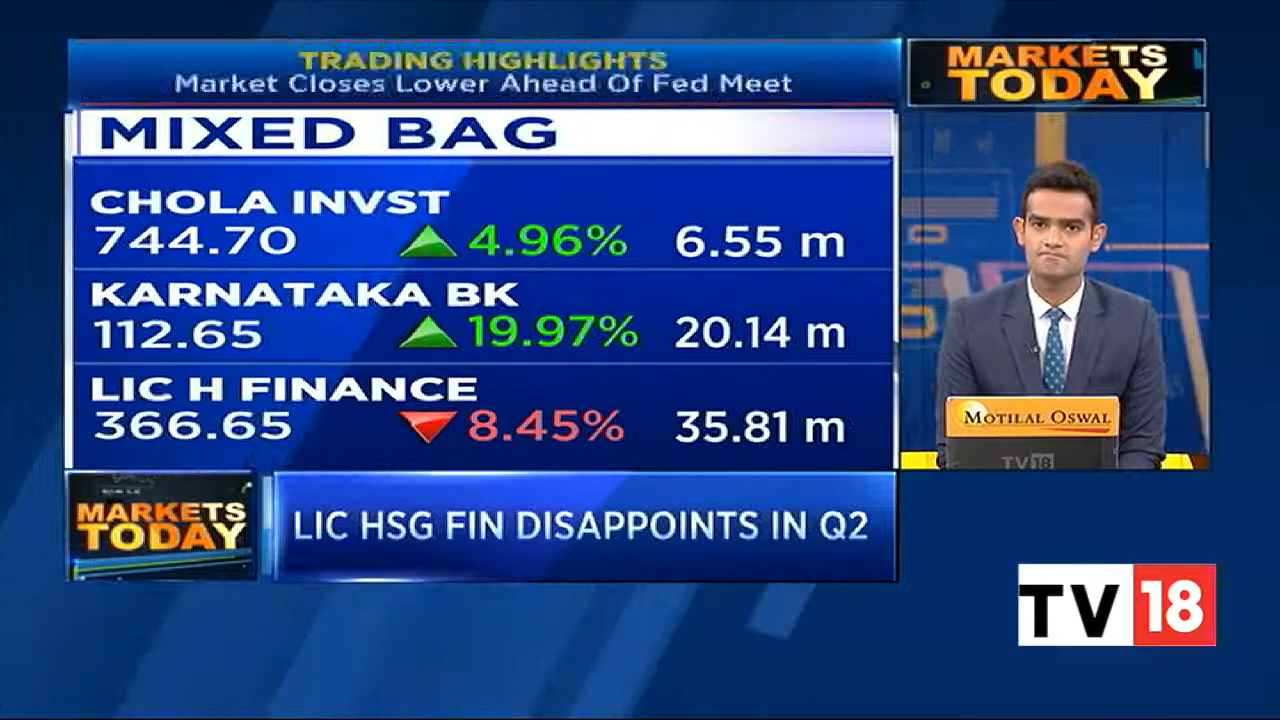 TRADING HIGHLIGHTS
Market Closes Lower Ahead Of Fed Meet
MARKETS
TODAY
MIXED BAG
CHOLA INVST
744.70 4.96% 6.55 m
KARNATAKA BK
112.65 19.97% 20.14 m
LIC H FINANCE
366.65 8.45% 35.81 m
MOTILAL OSWAL
TV18
MARKETS
TODAY
LIC HSG FIN DISAPPOINTS IN Q2
TV18